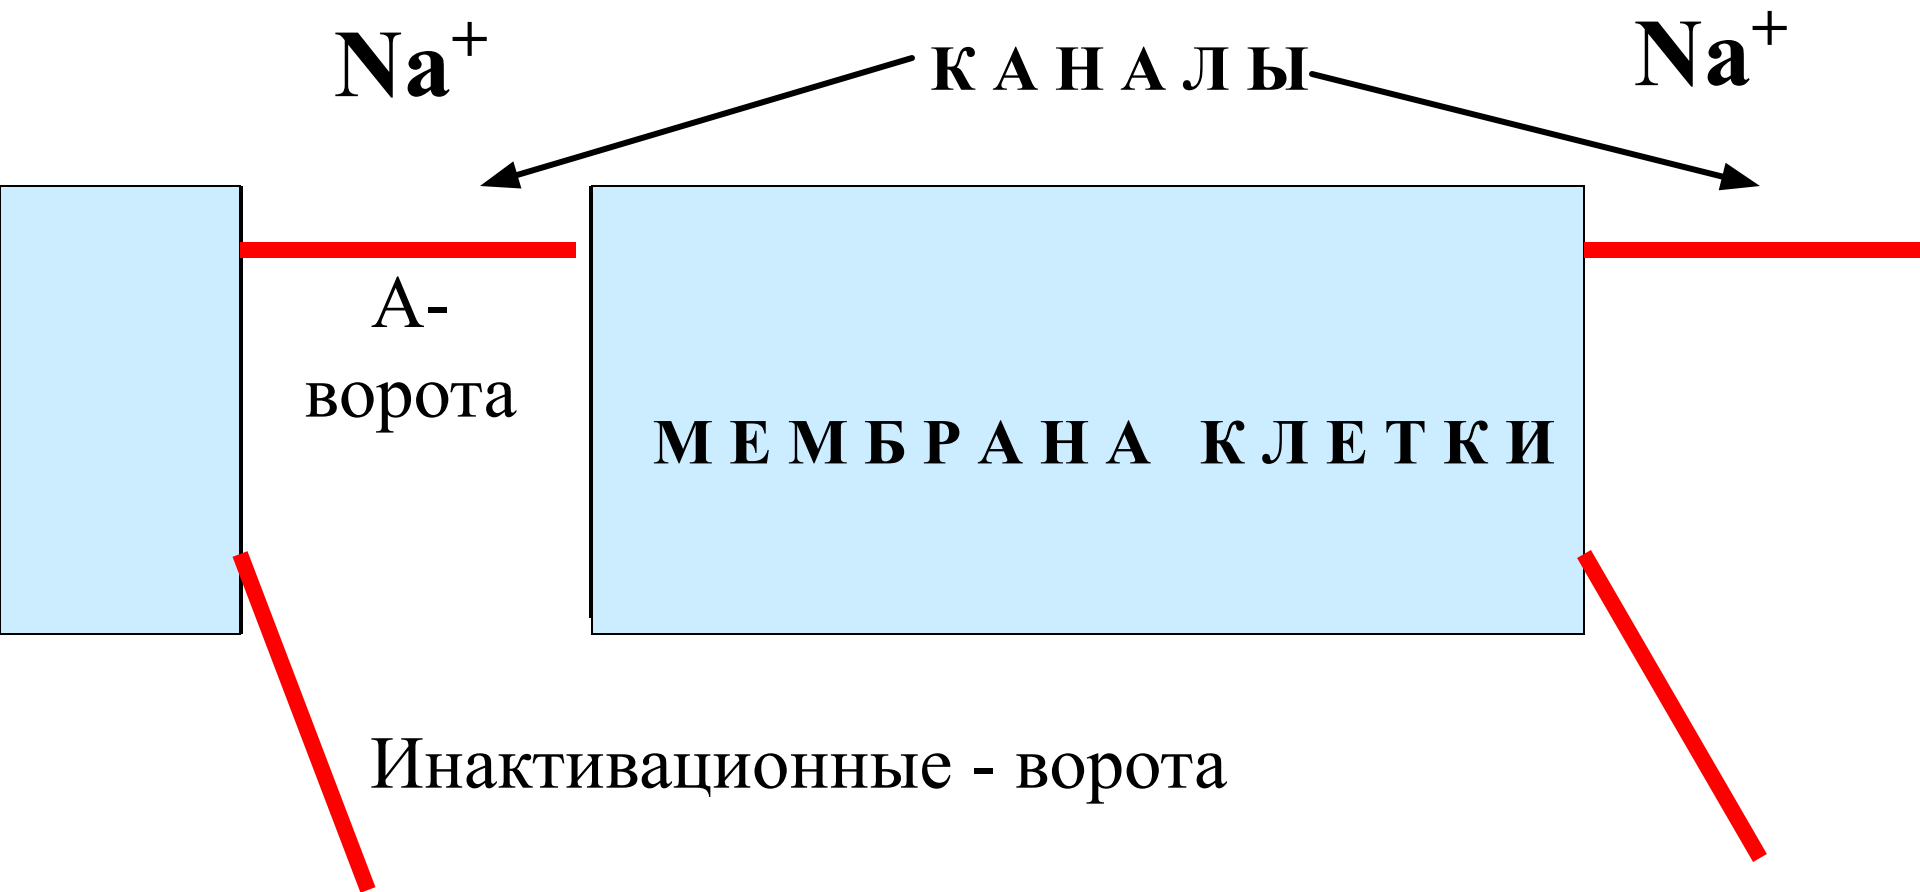 Na⁺
К А Н А Л Ы
Na⁺
А-
ворота
М Е М Б Р А Н А К Л Е Т К И
Инактивационные - ворота